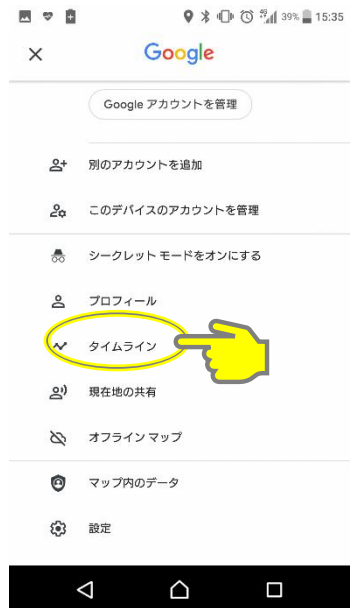 39% 15:35
Google
Google アカウントを管理
別のアカウントを追加
このデバイスのアカウントを管理
シークレット モードをオンにする
プロフィール
タイムライン
現在地の共有
オフライン マップ
マップ内のデータ
設定